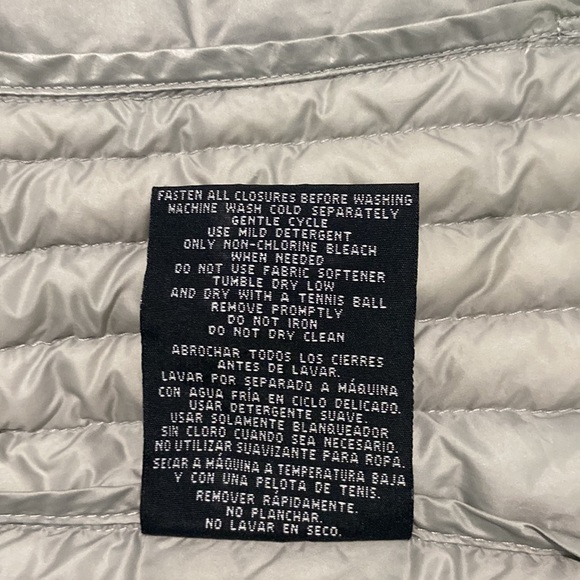 FASTEN ALL CLOSURES BEFORE WASHING
MACHINE WASH COLD SEPARATELY
GENTLE CYCLE
USE MILD DETERGENT
ONLY NON-CHLORINE BLEACH
WHEN NEEDED
DO NOT USE FABRIC SOFTENER
TUMBLE DRY LOW
AND DRY WITH A TENNIS BALL
REMOVE PROMPTLY
DO NOT IRON
DO NOT DRY CLEAN
ABROCHAR TODOS LOS CIERRES
ANTES DE LAVAR.
LAVAR POR SEPARADO A MÁQUINA
CON AGUA FRÍA EN CICLO DELICADO.
USAR DETERGENTE SUAVE.
USAR SOLAMENTE BLANQUEADOR
SIN CLORO CUANDO SEA NECESARIO.
NO UTILIZAR SUAVIZANTE PARA ROPA.
SECAR A MÁQUINA A TEMPERATURA BAJA
Y CON UNA PELOTA DE TENIS.
REMOVER RÁPIDAMENTE.
NO PLANCHAR.
NO LAVAR EN SECO.